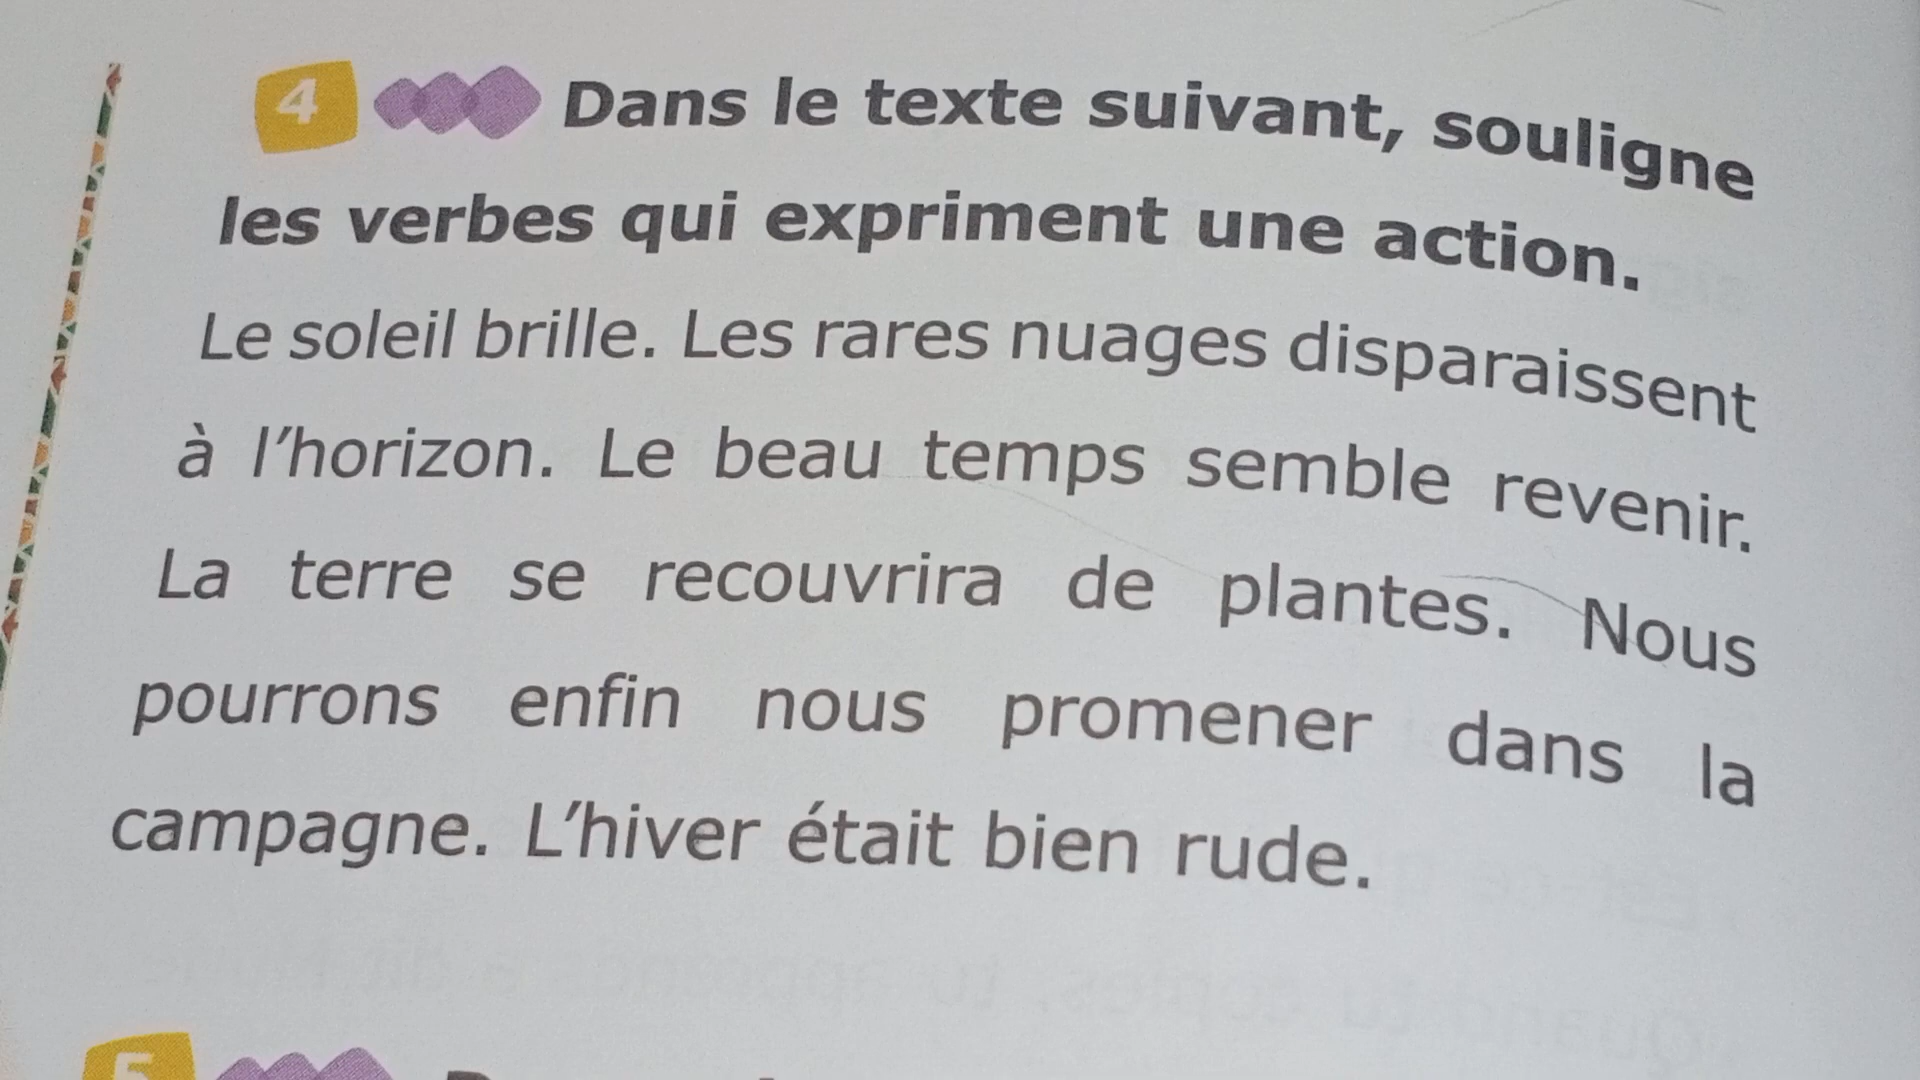 4 Dans le texte suivant, souligne
les verbes qui expriment une action.
Le soleil brille. Les rares nuages disparaissent
à l'horizon. Le beau temps semble revenir.
La terre se recouvrira de plantes. Nous
pourrons enfin nous promener dans la
campagne. L'hiver était bien rude.
5